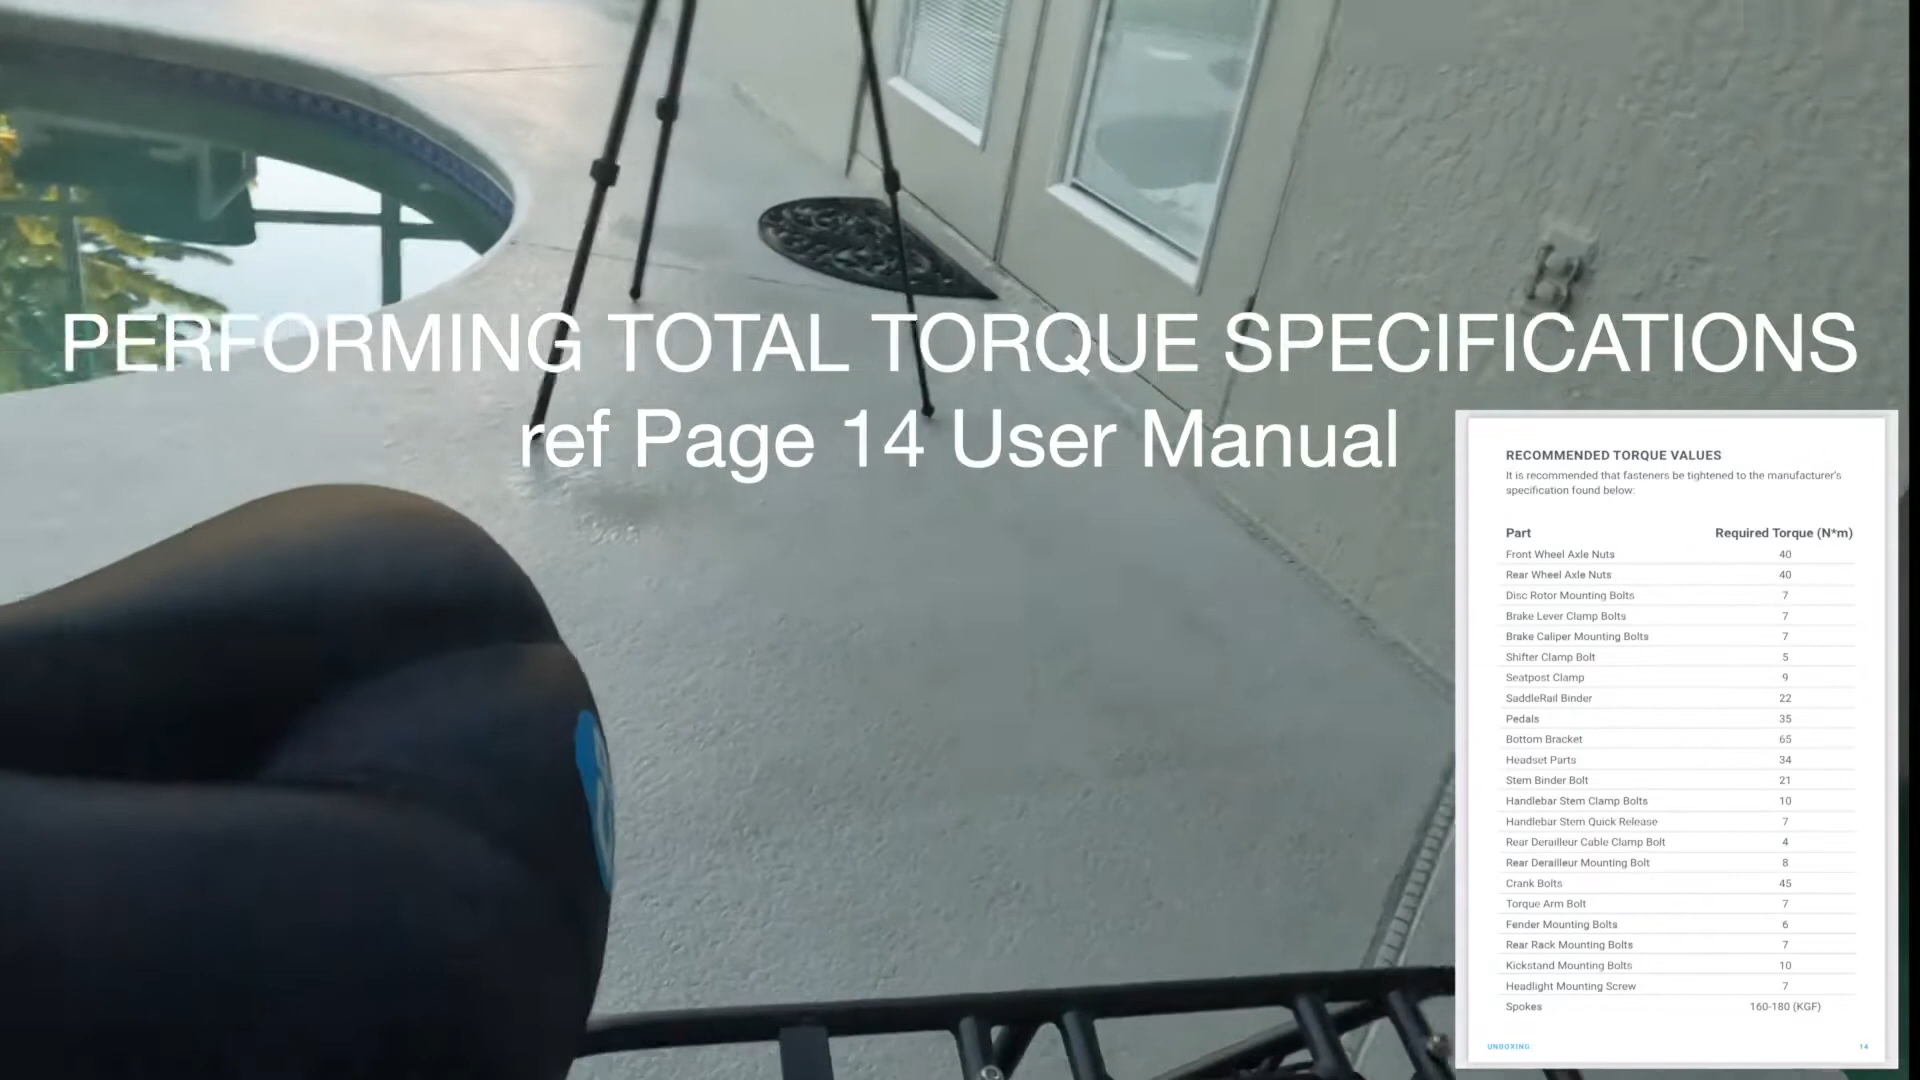 PERFORMING TOTAL TORQUE SPECIFICATIONS
ref Page 14 User Manual
RECOMMENDED TORQUE VALUES
It is recommended that fasteners be tightened to the manufacturer's
specification found below:
Part Required Torque (N*m)
Front Wheel Axle Nuts 40
Rear Wheel Axle Nuts 40
Disc Rotor Mounting Bolts 7
Brake Lever Clamp Bolts 7
Brake Caliper Mounting Bolts 7
Shifter Clamp Bolt 5
Seatpost Clamp 9
SaddleRail Binder 22
Pedals 35
Bottom Bracket 65
Headset Parts 34
Stem Binder Bolt 21
Handlebar Stem Clamp Bolts 10
Handlebar Stem Quick Release 7
Rear Derailleur Cable Clamp Bolt 4
Rear Derailleur Mounting Bolt 8
Crank Bolts 45
Torque Arm Bolt 7
Fender Mounting Bolts 6
Rear Rack Mounting Bolts 7
Kickstand Mounting Bolts 10
Headlight Mounting Screw 7
Spokes 160-180 (KGF)
UNBOXING 14